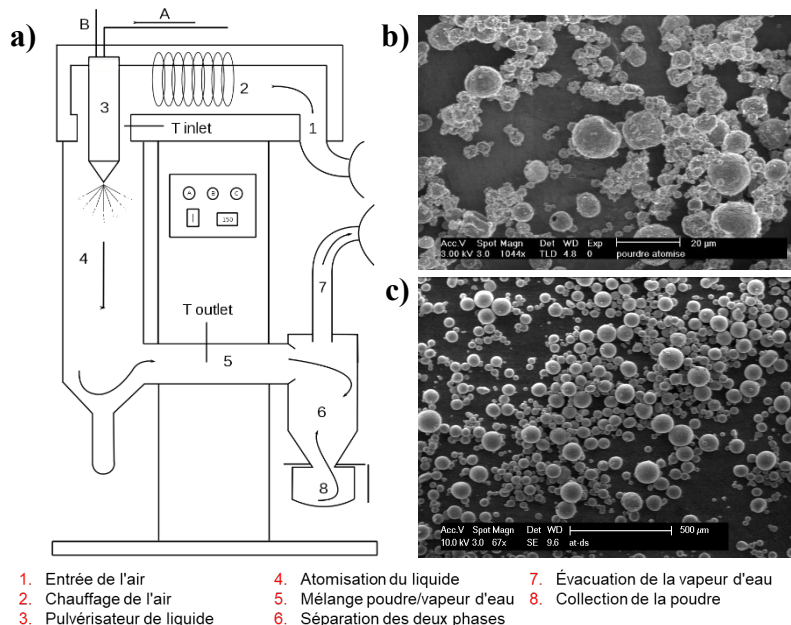 a)
B
A
2
3
1
T inlet
A B C
150
4
7
T outlet
5
6
8
b)
Acc.V Spot Magn Det WD Exp 20 µm
3.00 kV 3.0 1044x TLD 4.8 0 pourdre atomise
c)
Acc.V Spot Magn Det WD 500 µm
10.0 kV 3.0 67x SE 9.6 at-ds
1. Entrée de l'air
2. Chauffage de l'air
3. Pulvérisateur de liquide
4. Atomisation du liquide
5. Mélange poudre/vapeur d'eau
6. Séparation des deux phases
7. Évacuation de la vapeur d'eau
8. Collection de la poudre